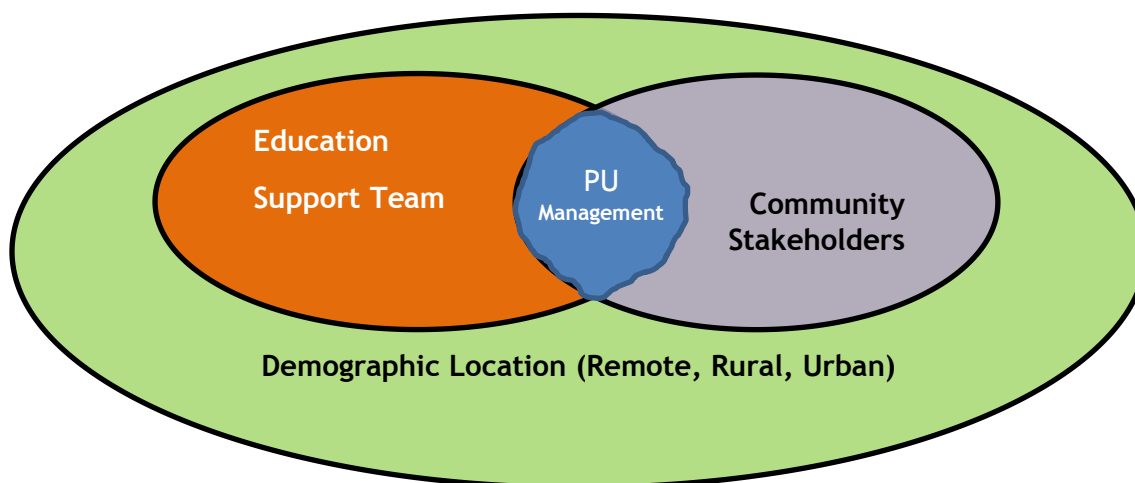 Education
Support Team
PU
Management
Community
Stakeholders
Demographic Location (Remote, Rural, Urban)